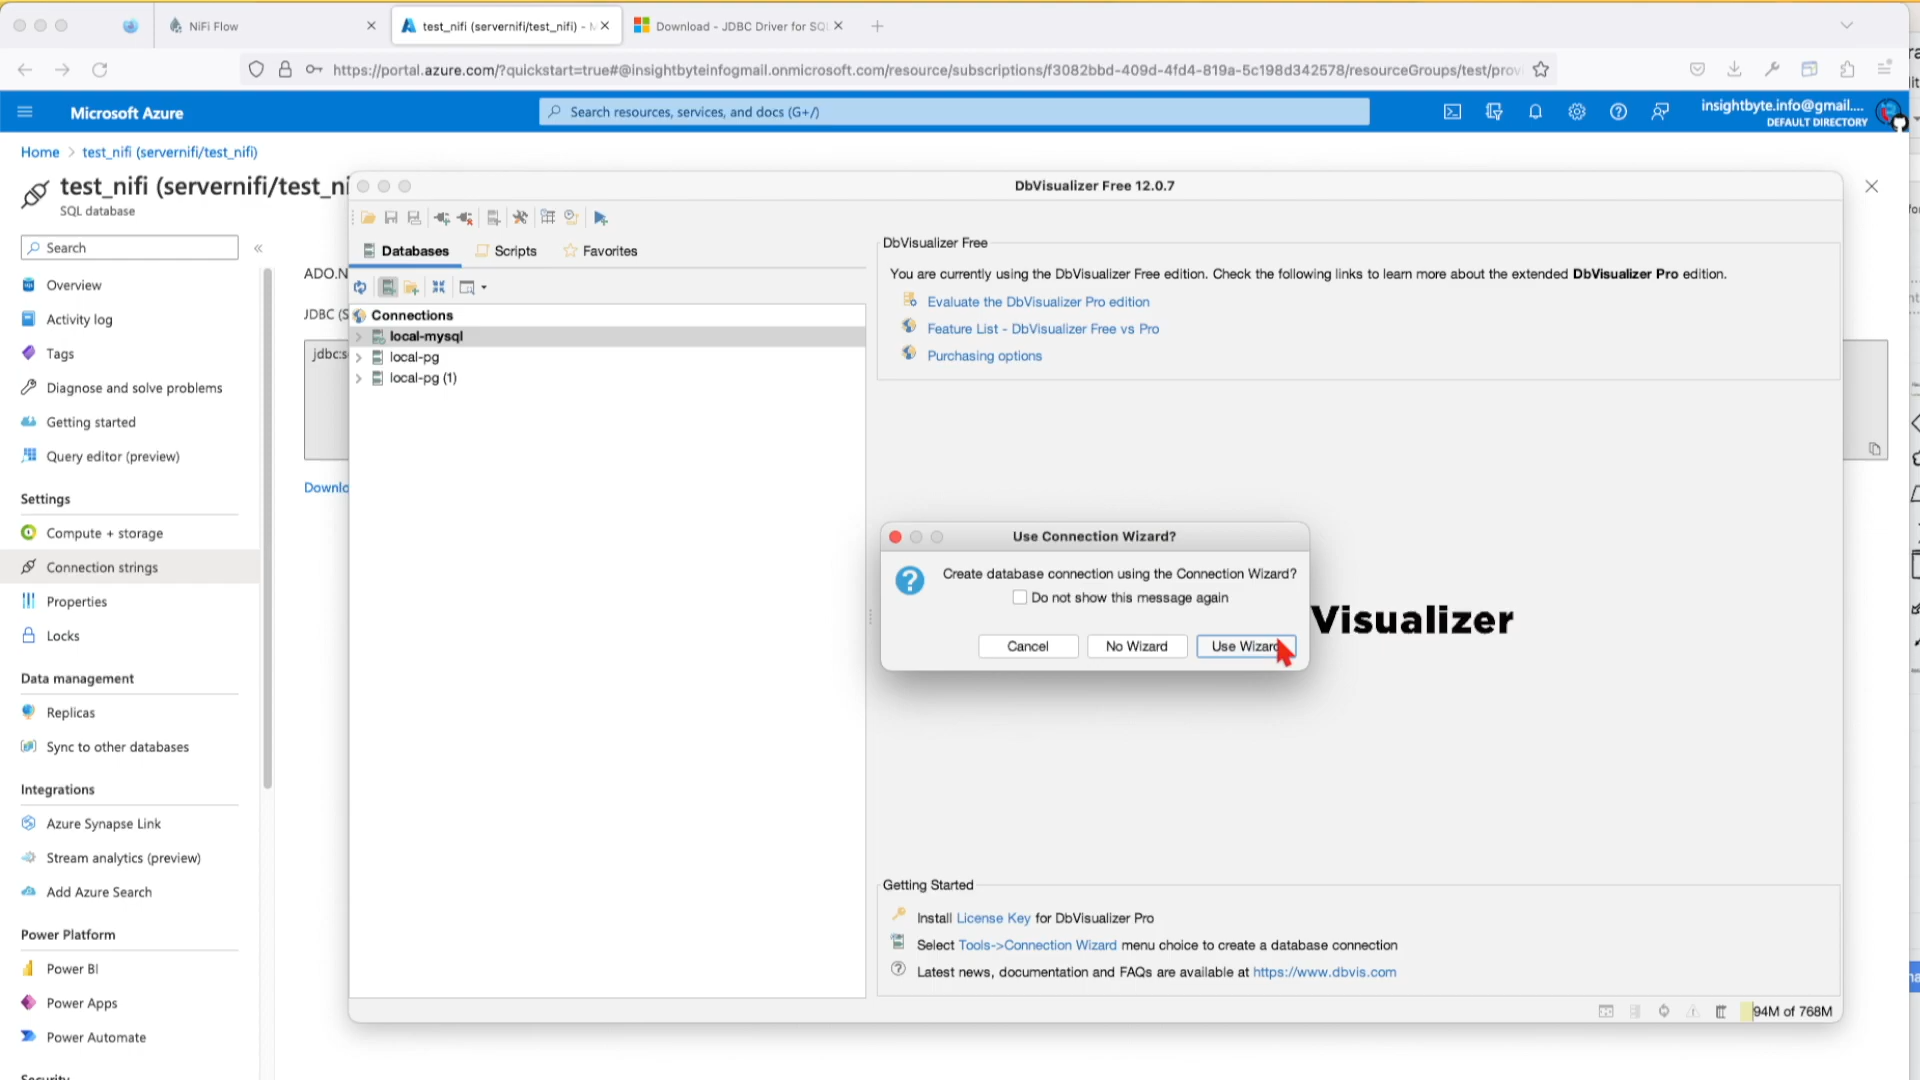 NiFi Flow
test_nifi (servernifi/test_nifi) -
Download - JDBC Driver for SQ
https://portal.azure.com/?quickstart=true#@insightbyteinfogmail.onmicrosoft.com/resource/subscriptions/f3082bbd-409d-4fd4-819a-5c198d342578/resourceGroups/test/prov
Microsoft Azure
Search resources, services, and docs (G+/)
insightbyte.info@gmail....
DEFAULT DIRECTORY
Home > test_nifi (servernifi/test_nifi)
test_nifi (servernifi/test_ni
SQL database
Search
Overview
Activity log
Tags
Diagnose and solve problems
Getting started
Query editor (preview)
Settings
Compute + storage
Connection strings
Properties
Locks
Data management
Replicas
Sync to other databases
Integrations
Azure Synapse Link
Stream analytics (preview)
Add Azure Search
Power Platform
Power BI
Power Apps
Power Automate
Security
ADO.N
JDBC (S
jdbc:s
Downlo
DbVisualizer Free 12.0.7
Databases
Scripts
Favorites
Connections
local-mysql
local-pg
local-pg (1)
DbVisualizer Free
You are currently using the DbVisualizer Free edition. Check the following links to learn more about the extended DbVisualizer Pro edition.
Evaluate the DbVisualizer Pro edition
Feature List - DbVisualizer Free vs Pro
Purchasing options
Use Connection Wizard?
Create database connection using the Connection Wizard?
Do not show this message again
Cancel
No Wizard
Use Wizard
Visualizer
Getting Started
Install License Key for DbVisualizer Pro
Select Tools->Connection Wizard menu choice to create a database connection
Latest news, documentation and FAQs are available at https://www.dbvis.com
94M of 768M